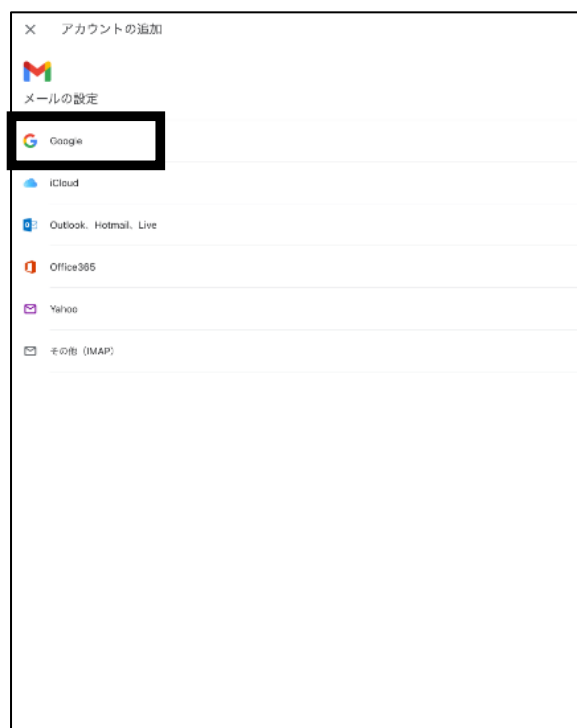 アカウントの追加
メールの設定
Google
iCloud
Outlook、Hotmail、Live
Office365
Yahoo
その他（IMAP）